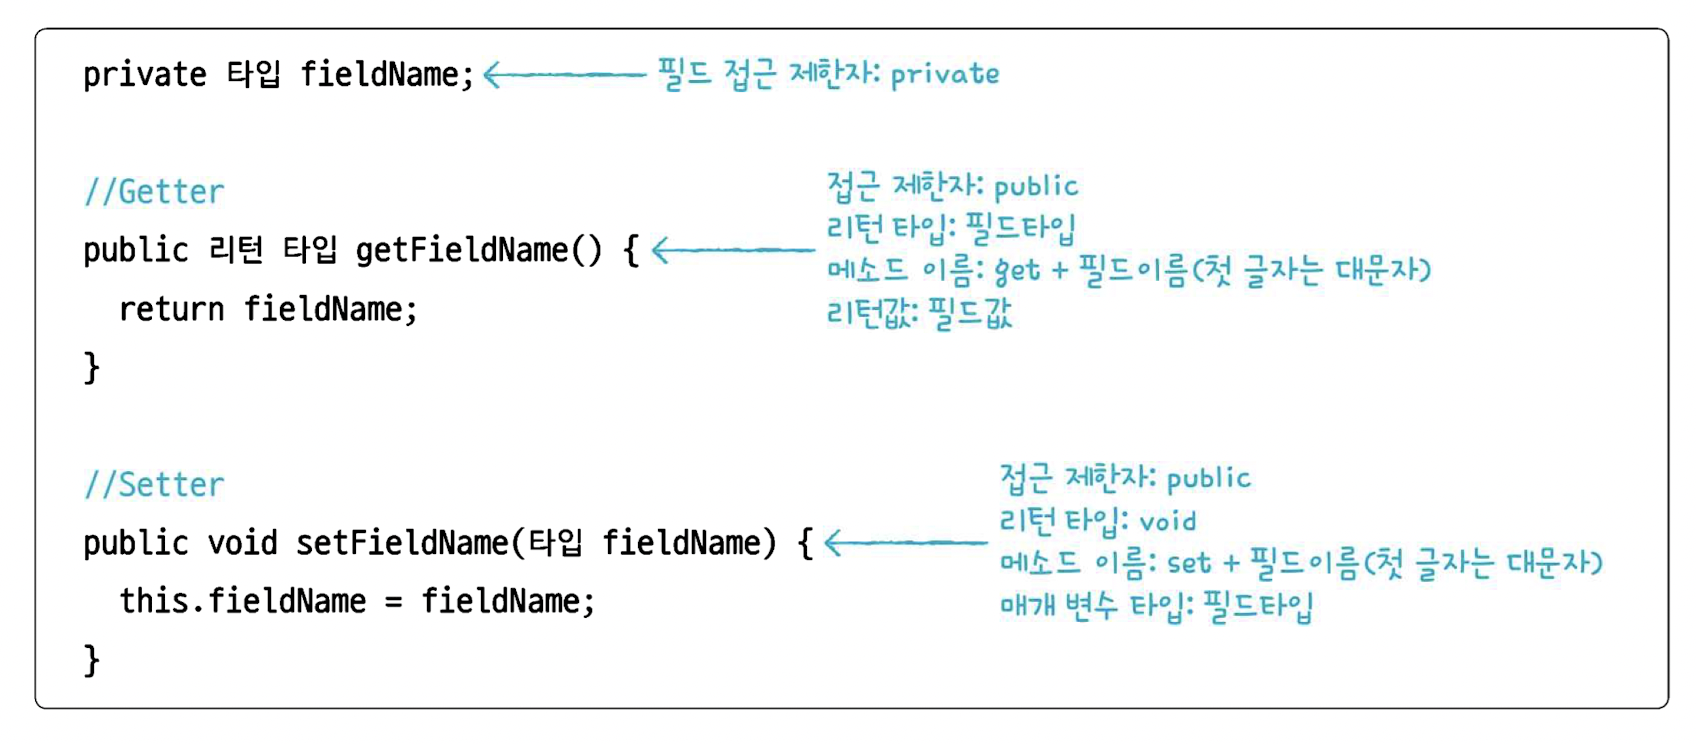 private 타입 fieldName; 필드 접근 제한자: private
//Getter
접근 제한자: public
리턴 타입: 필드타입
public 리턴 타입 getFieldName() {
메소드 이름: get + 필드이름(첫 글자는 대문자)
return fieldName;
리턴값: 필드값
}
//Setter
접근 제한자: public
리턴 타입: void
public void setFieldName(타입 fieldName) {
메소드 이름: set + 필드이름(첫 글자는 대문자)
this.fieldName = fieldName;
매개 변수 타입: 필드타입
}